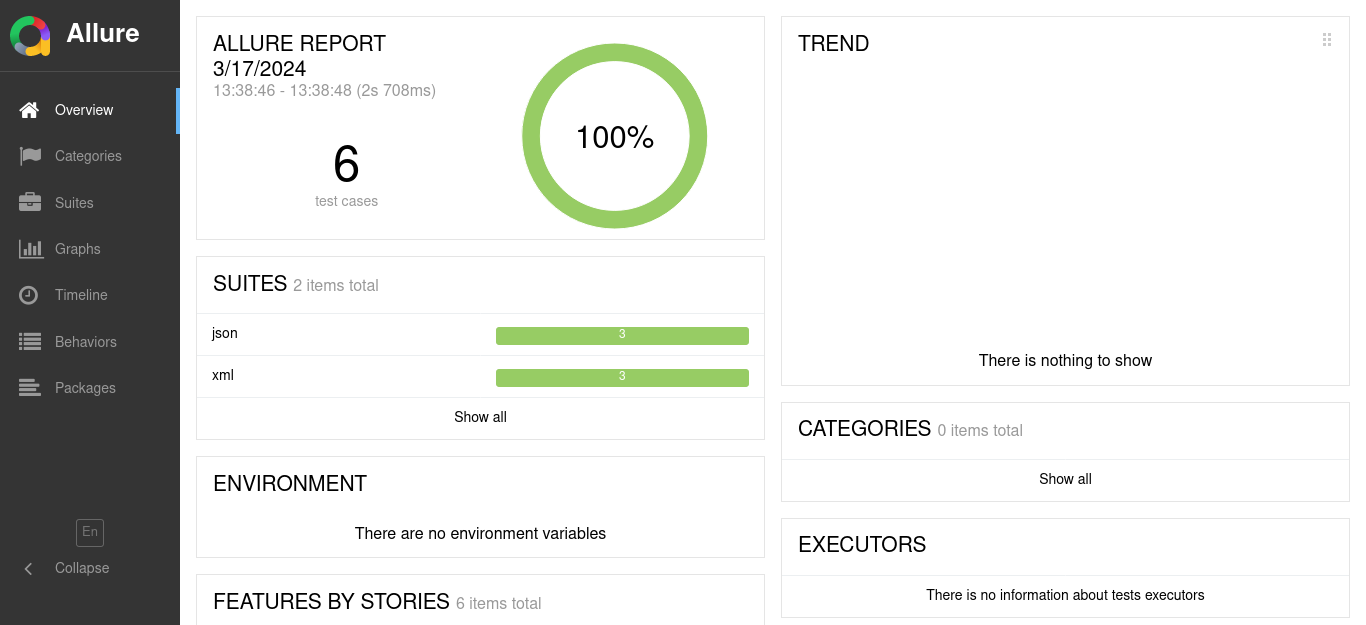 Allure
Overview
Categories
Suites
Graphs
Timeline
Behaviors
Packages
En
Collapse
ALLURE REPORT
3/17/2024
13:38:46 - 13:38:48 (2s 708ms)
6
test cases
100%
SUITES 2 items total
json 3
xml 3
Show all
ENVIRONMENT
There are no environment variables
FEATURES BY STORIES 6 items total
TREND
There is nothing to show
CATEGORIES 0 items total
Show all
EXECUTORS
There is no information about tests executors